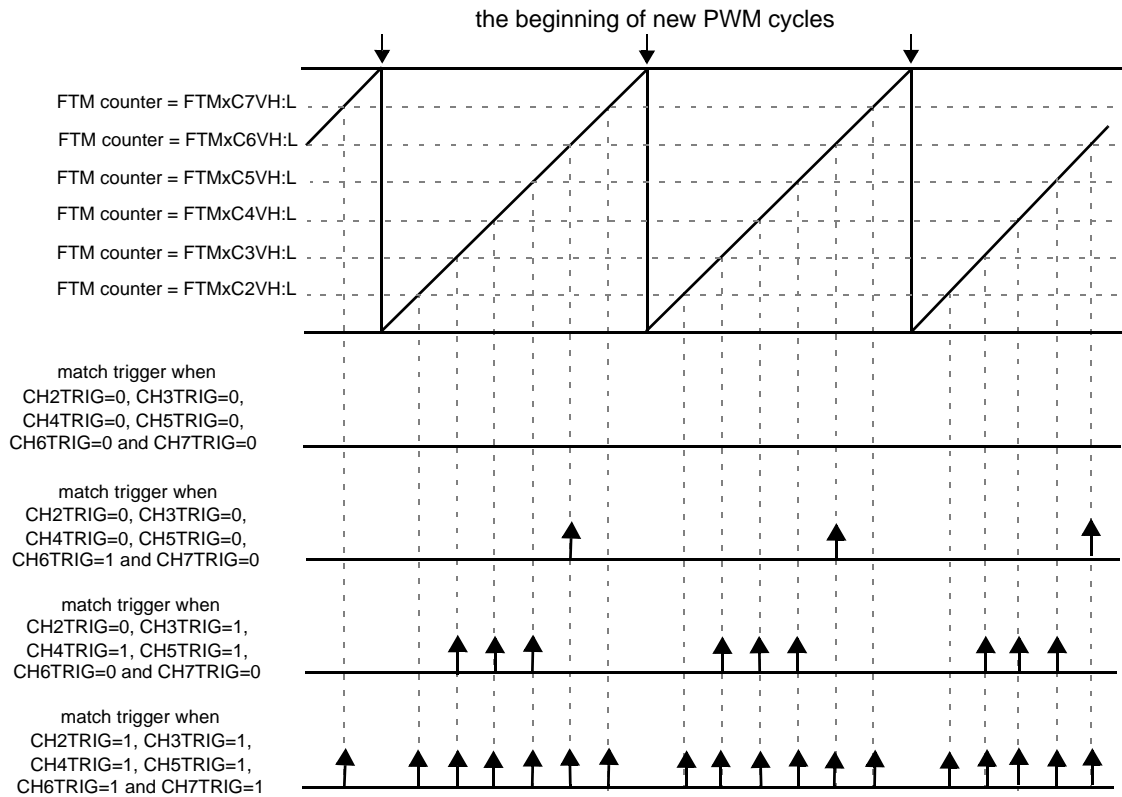 the beginning of new PWM cycles
FTM counter = FTMxC7VH:L
FTM counter = FTMxC6VH:L
FTM counter = FTMxC5VH:L
FTM counter = FTMxC4VH:L
FTM counter = FTMxC3VH:L
FTM counter = FTMxC2VH:L
match trigger when
CH2TRIG=0, CH3TRIG=0,
CH4TRIG=0, CH5TRIG=0,
CH6TRIG=0 and CH7TRIG=0
match trigger when
CH2TRIG=0, CH3TRIG=0,
CH4TRIG=0, CH5TRIG=0,
CH6TRIG=1 and CH7TRIG=0
match trigger when
CH2TRIG=0, CH3TRIG=1,
CH4TRIG=1, CH5TRIG=1,
CH6TRIG=0 and CH7TRIG=0
match trigger when
CH2TRIG=1, CH3TRIG=1,
CH4TRIG=1, CH5TRIG=1,
CH6TRIG=1 and CH7TRIG=1